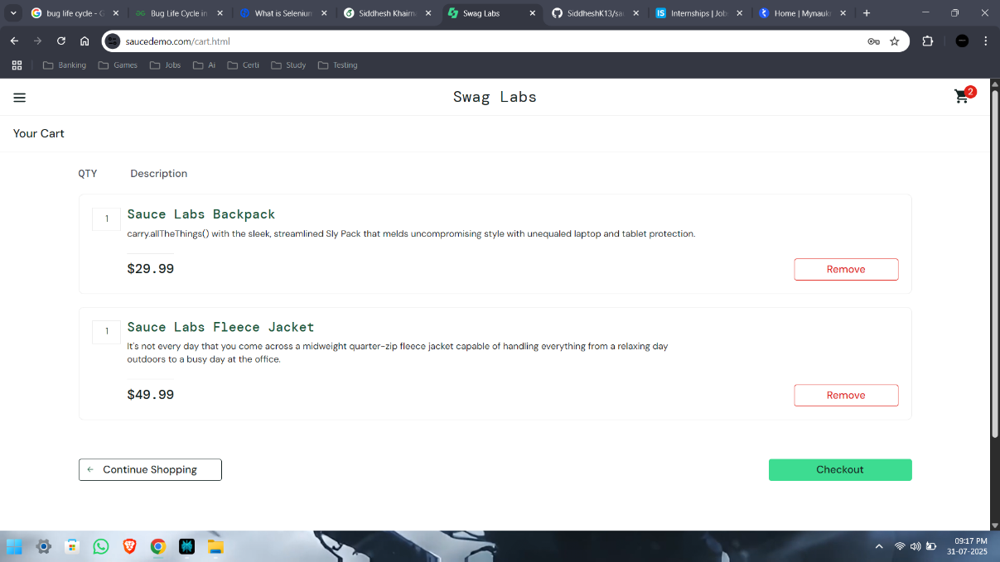 bug life cycle - G
Bug Life Cycle in
What is Selenium
Siddhesh Khairna
Swag Labs
SiddheshK13/sau
Internships | Job
Home | Mynaukr
saucedemo.com/cart.html
Banking
Games
Jobs
Ai
Certi
Study
Testing
Swag Labs
2
Your Cart
QTY Description
1
Sauce Labs Backpack
carry.allTheThings() with the sleek, streamlined Sly Pack that melds uncompromising style with unequaled laptop and tablet protection.
$29.99
Remove
1
Sauce Labs Fleece Jacket
It's not every day that you come across a midweight quarter-zip fleece jacket capable of handling everything from a relaxing day
outdoors to a busy day at the office.
$49.99
Remove
Continue Shopping
Checkout
09:17 PM
31-07-2025